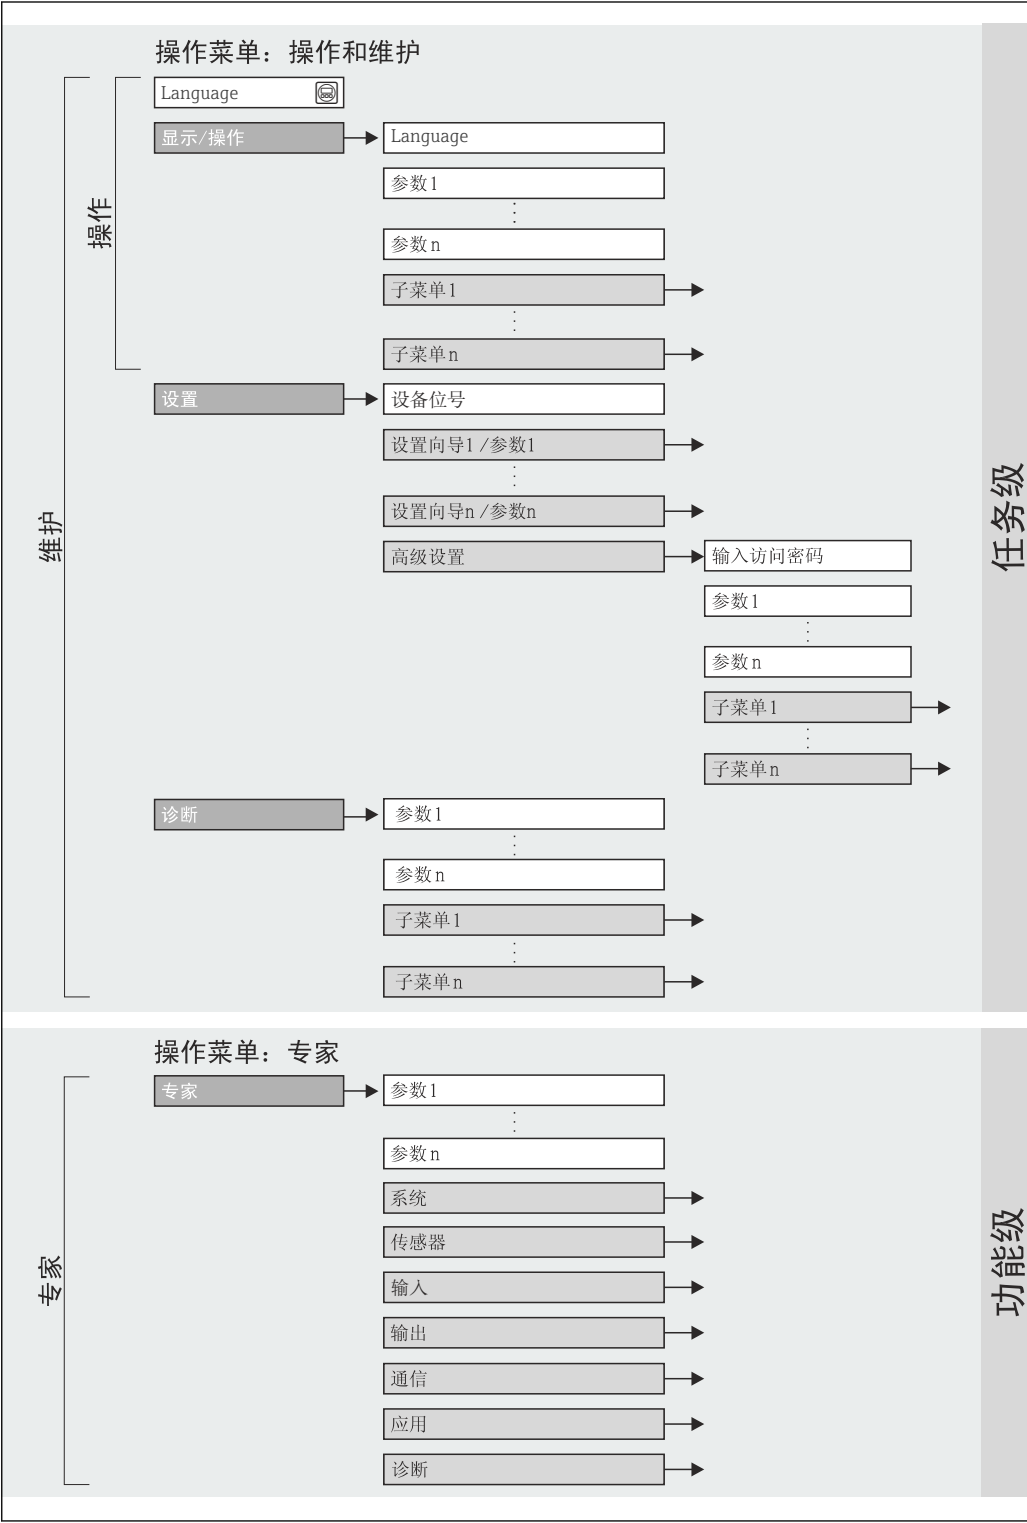 操作菜单：操作和维护
Language
显示/操作
Language
参数1
参数n
子菜单1
子菜单n
操作
设置
设备位号
设置向导1 /参数1
设置向导n /参数n
高级设置
输入访问密码
参数1
参数n
子菜单1
子菜单n
维护
任务级
诊断
参数1
参数n
子菜单1
子菜单n
操作菜单：专家
专家
参数1
参数n
系统
传感器
输入
输出
通信
应用
诊断
专家
功能级